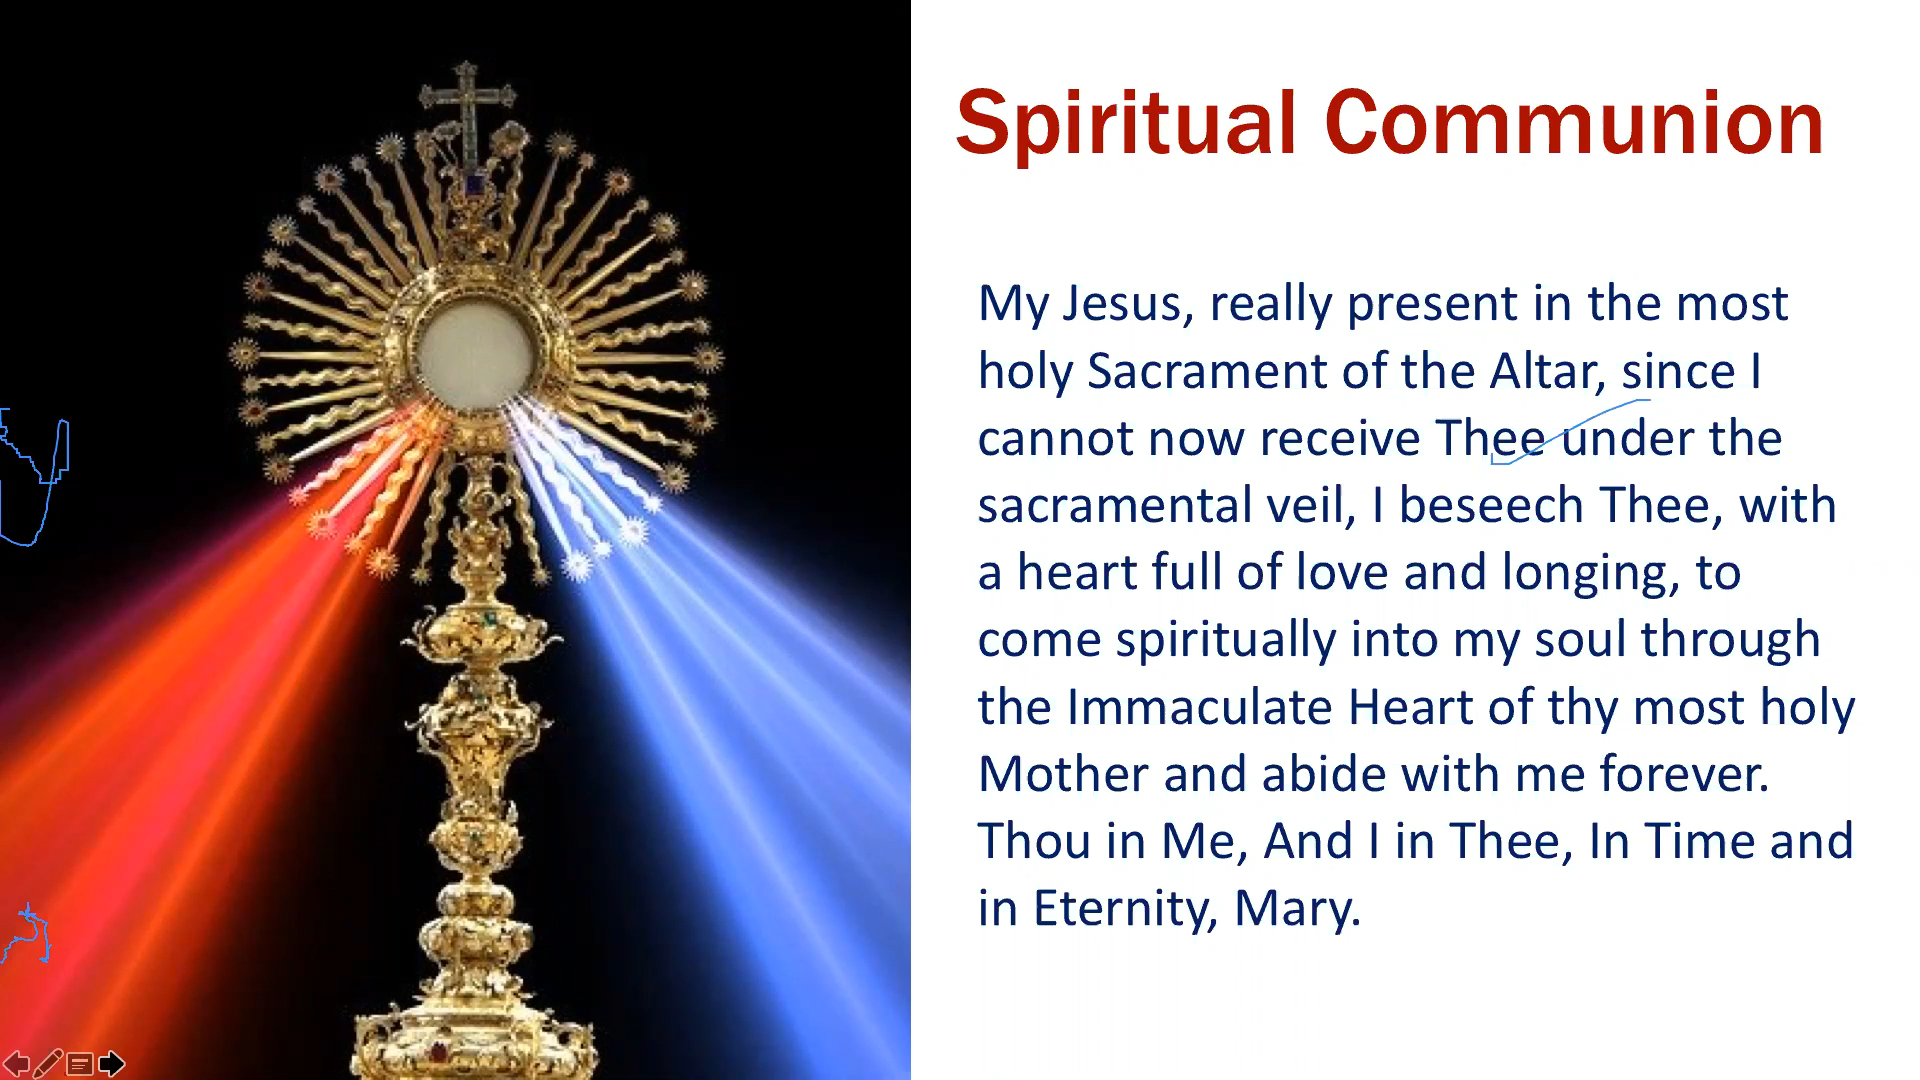 Spiritual Communion
My Jesus, really present in the most
holy Sacrament of the Altar, since I
cannot now receive Thee under the
sacramental veil, I beseech Thee, with
a heart full of love and longing, to
come spiritually into my soul through
the Immaculate Heart of thy most holy
Mother and abide with me forever.
Thou in Me, And I in Thee, In Time and
in Eternity, Mary.